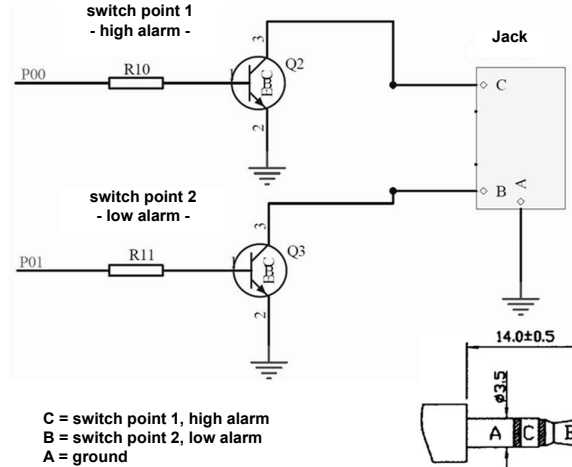 switch point 1
- high alarm -
Jack
P00
R10
1
3
Q2
C
B
E
2
C
switch point 2
- low alarm -
B
A
P01
R11
1
3
Q3
C
B
E
2
14.0±0.5
ø3.5
A
C
B
C = switch point 1, high alarm
B = switch point 2, low alarm
A = ground